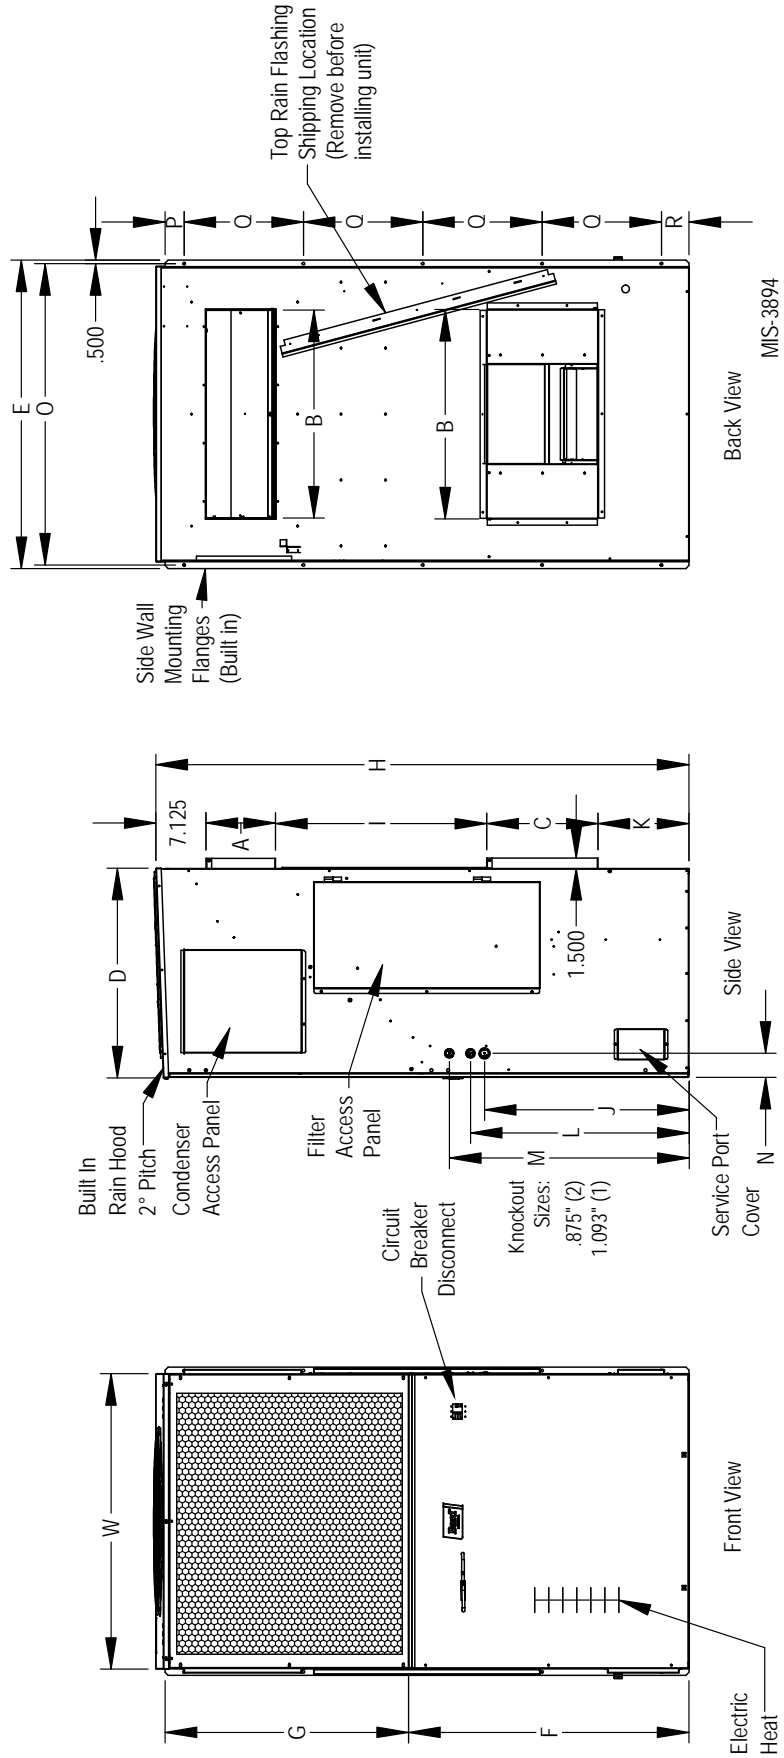 Top Rain Flashing
Shipping Location
(Remove before
installing unit)
E
O
.500
P
Q
Q
Q
Q
R
B
B
Side Wall
Mounting
Flanges
(Built in)
Back View
MIS-3894
Built In
Rain Hood
2° Pitch
Condenser
Access Panel
Filter
Access
Panel
D
7.125
A
I
C
K
H
1.500
J
L
M
N
Knockout
Sizes:
.875" (2)
1.093" (1)
Service Port
Cover
Side View
Circuit
Breaker
Disconnect
W
G
F
Bard
Electric
Heat
Front View